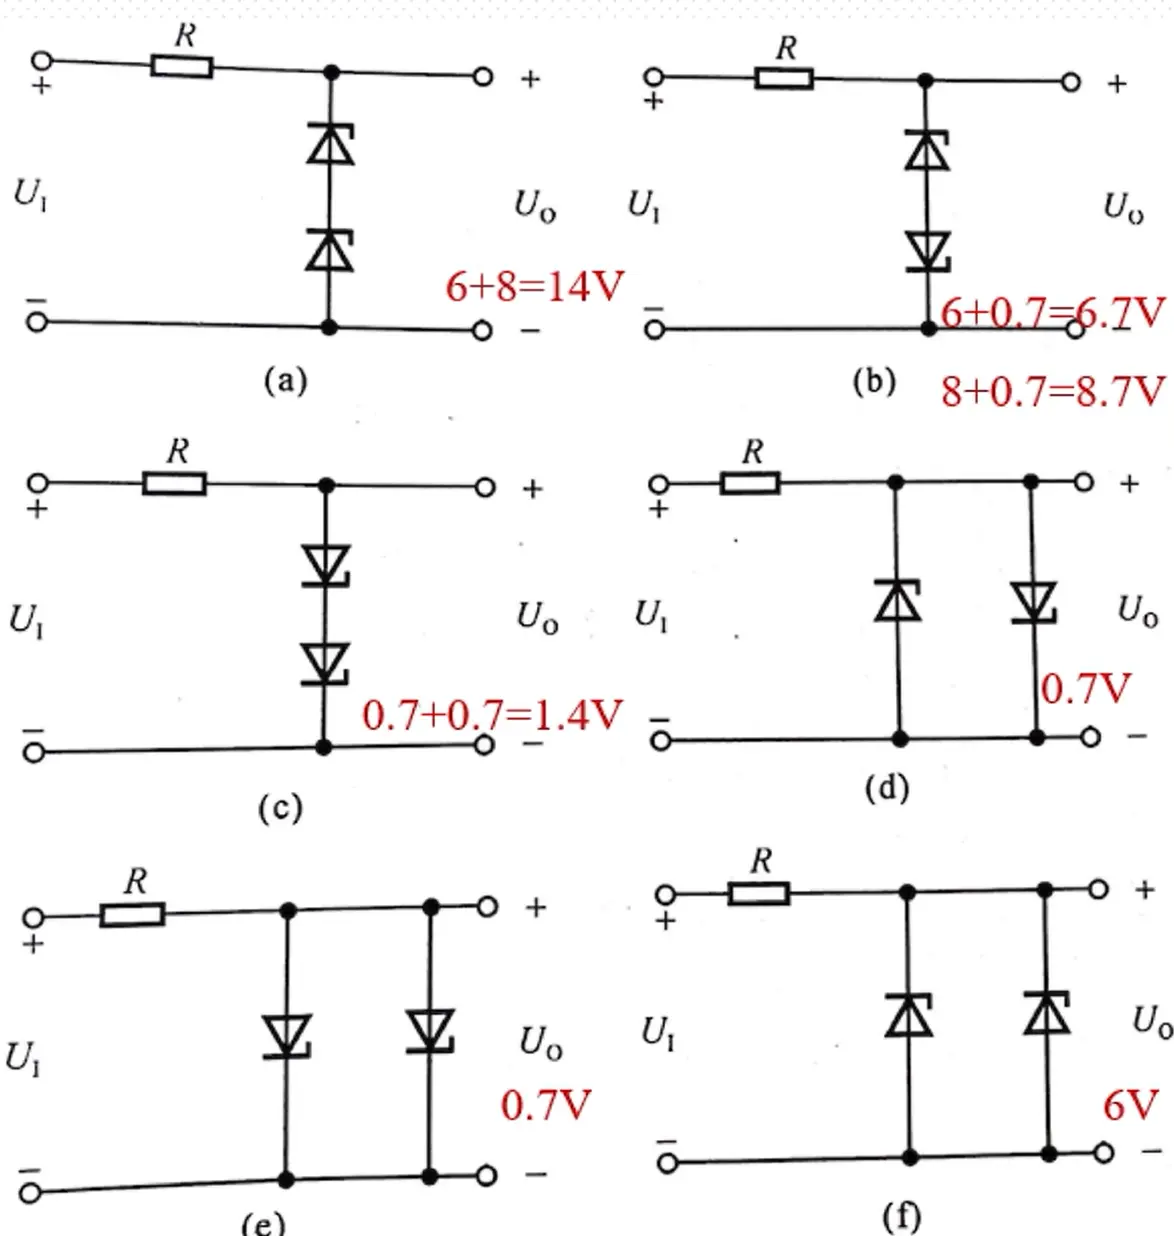 R
R
+
+
+
+
U_I
U_O
U_I
U_O
6+8=14V
−
−
−
−
6+0.7=6.7V
(a)
(b)
8+0.7=8.7V
R
R
+
+
+
+
U_I
U_O
U_I
U_O
0.7+0.7=1.4V
0.7V
−
−
−
−
(c)
(d)
R
R
+
+
+
+
U_I
U_O
U_I
U_O
0.7V
6V
−
−
−
−
(e)
(f)